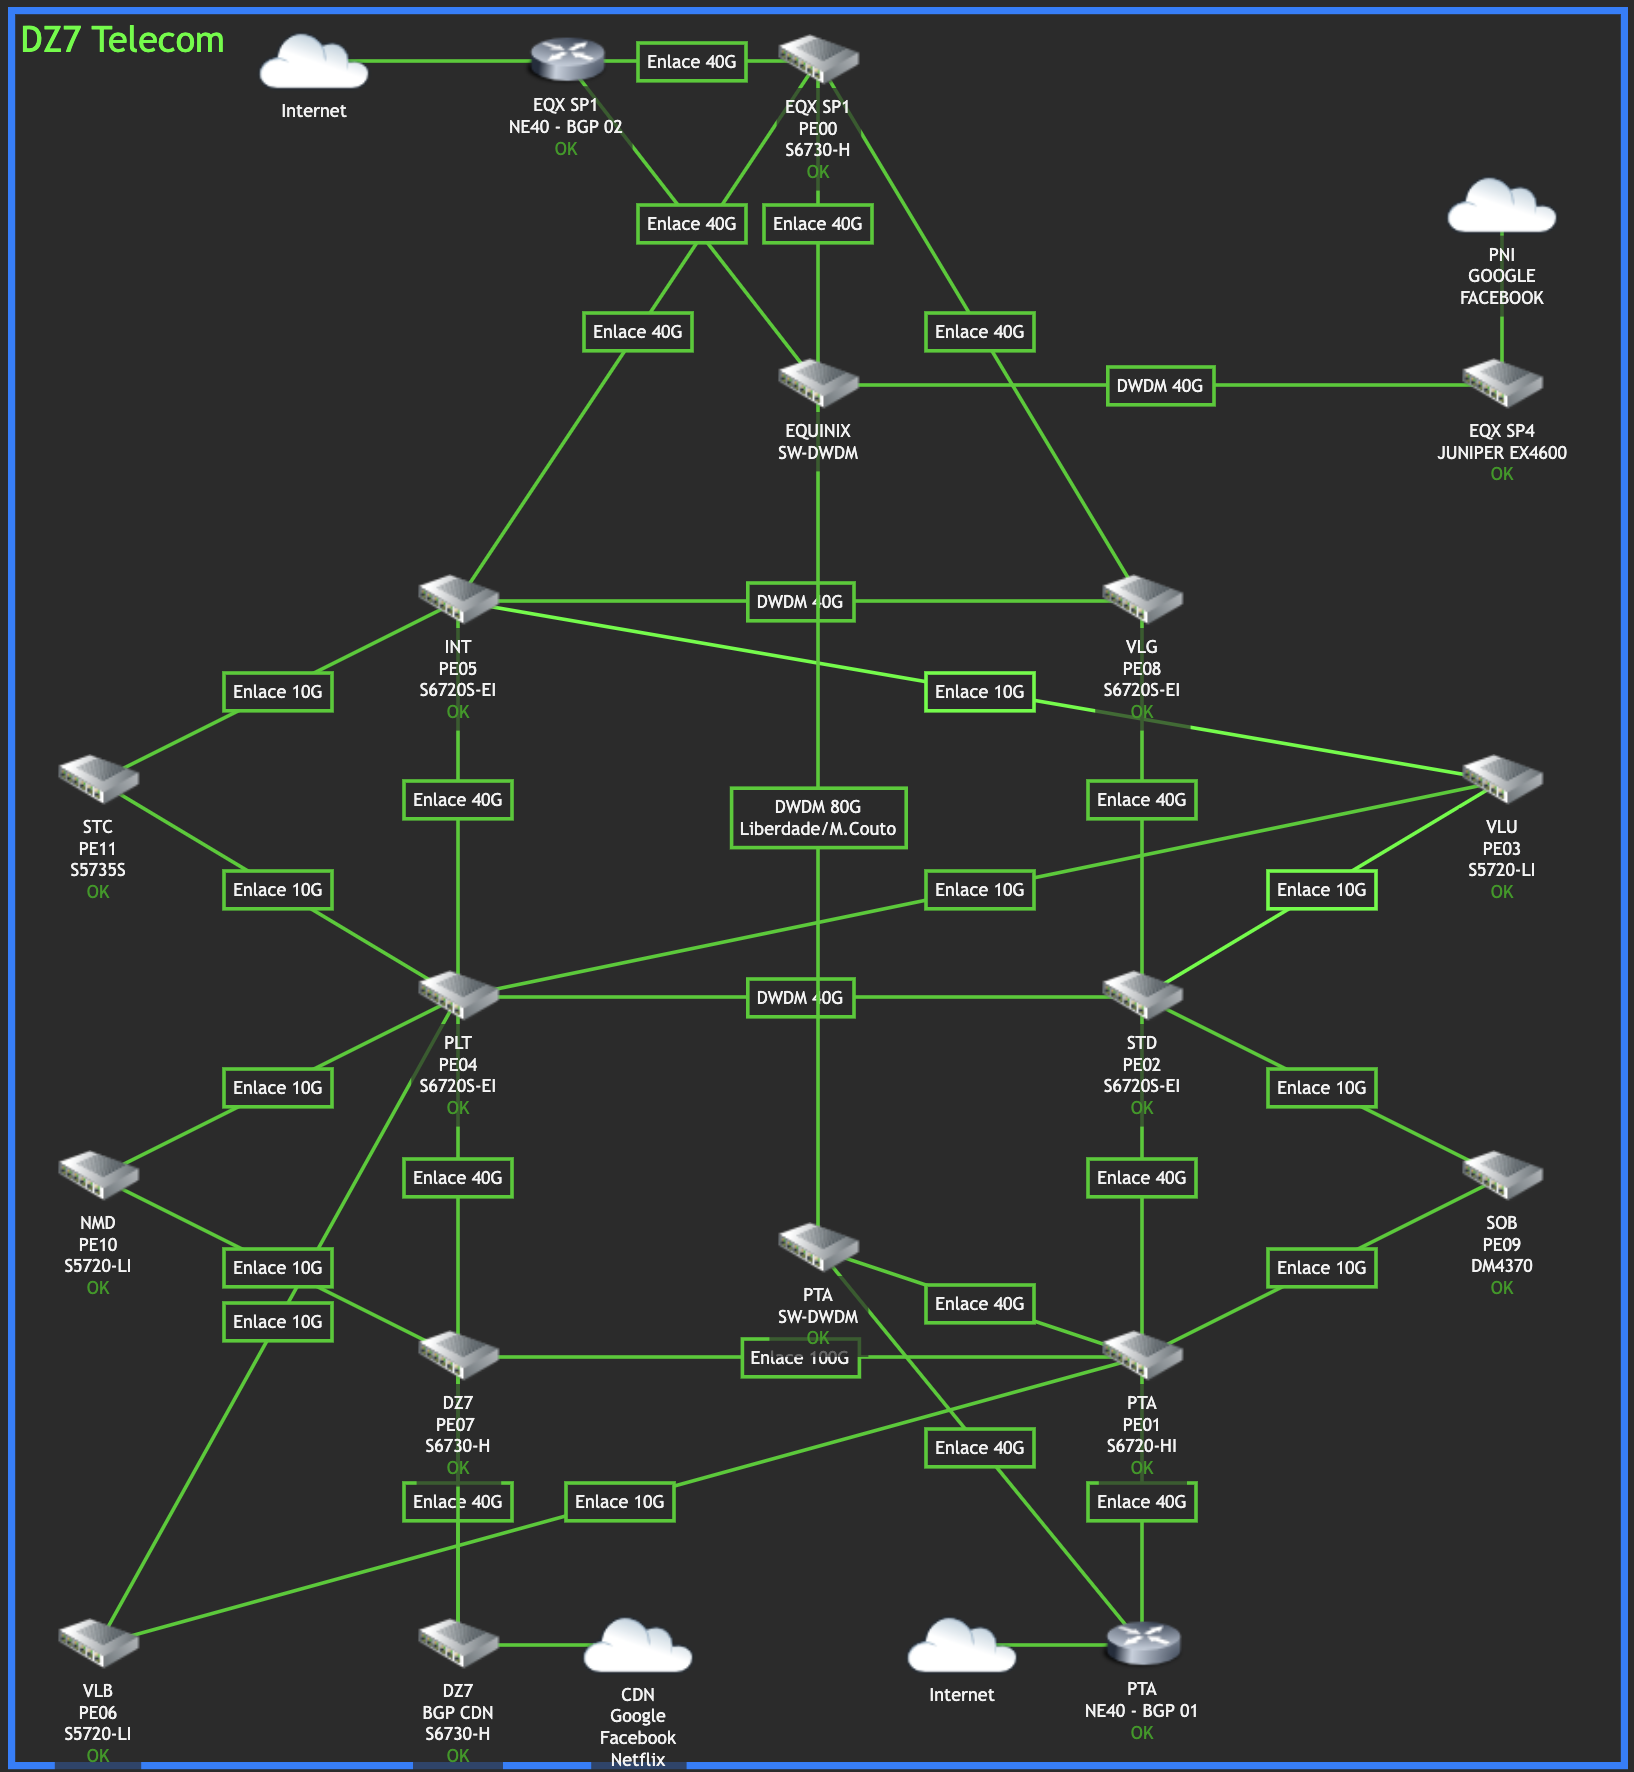 DZ7 Telecom
Internet
EQX SP1
NE40 - BGP 02
OK
Enlace 40G
EQX SP1
PE00
S6730-H
OK
Enlace 40G
Enlace 40G
PNI
GOOGLE
FACEBOOK
Enlace 40G
Enlace 40G
EQUINIX
SW-DWDM
DWDM 40G
EQX SP4
JUNIPER EX4600
OK
INT
PE05
S6720S-EI
OK
DWDM 40G
VLG
PE08
S6720S-EI
OK
Enlace 10G
Enlace 10G
STC
PE11
S5735S
OK
Enlace 40G
DWDM 80G
Liberdade/M.Couto
Enlace 40G
VLU
PE03
S5720-LI
OK
Enlace 10G
Enlace 10G
Enlace 10G
PLT
PE04
S6720S-EI
OK
DWDM 40G
STD
PE02
S6720S-EI
OK
Enlace 10G
Enlace 10G
Enlace 40G
Enlace 40G
NMD
PE10
S5720-LI
OK
SOB
PE09
DM4370
OK
Enlace 10G
Enlace 10G
Enlace 10G
PTA
SW-DWDM
OK
Enlace 40G
Enlace 100G
DZ7
PE07
S6730-H
OK
PTA
PE01
S6720-HI
OK
Enlace 40G
Enlace 40G
Enlace 10G
Enlace 40G
VLB
PE06
S5720-LI
OK
DZ7
BGP CDN
S6730-H
OK
CDN
Google
Facebook
Netflix
Internet
PTA
NE40 - BGP 01
OK